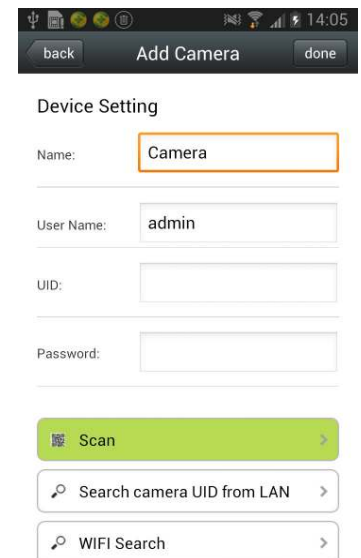 14:05
back Add Camera done
Device Setting
Name: Camera
User Name: admin
UID:
Password:
Scan
Search camera UID from LAN
WIFI Search